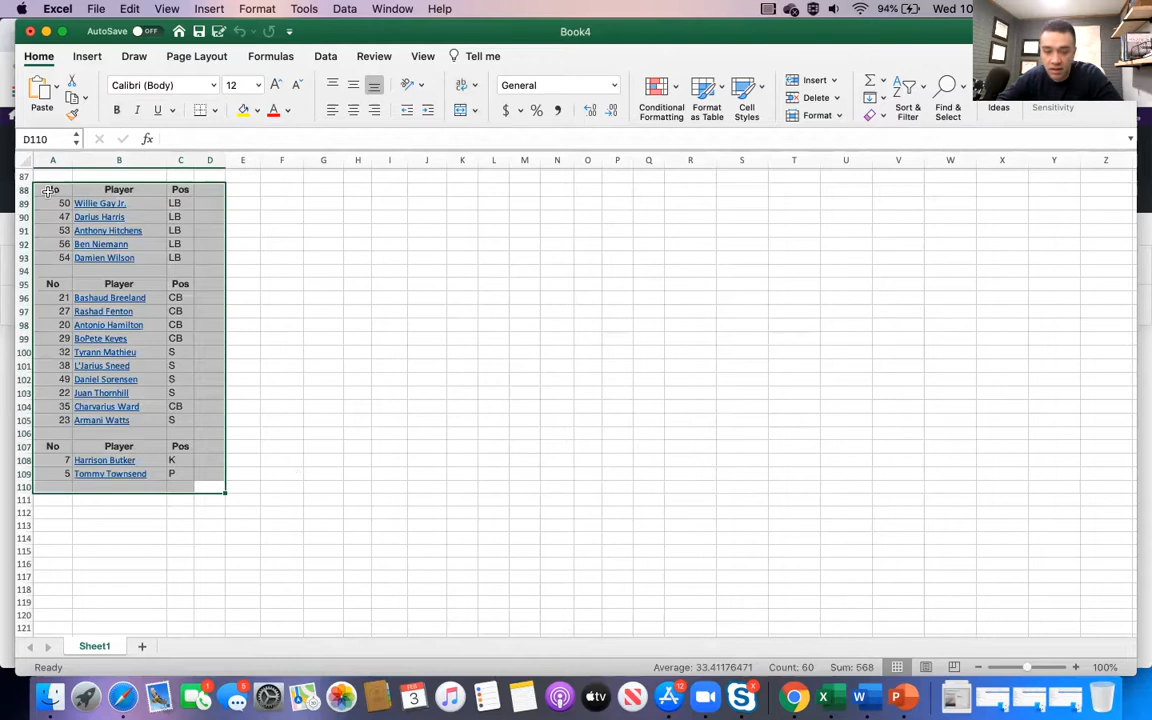 Excel File Edit View Insert Format Tools Data Window Help 94% Wed 10
AutoSave OFF Book4
Home Insert Draw Page Layout Formulas Data Review View Tell me
Paste Calibri (Body) 12 General Conditional Formatting Format as Table Cell Styles Insert Delete Format Sort & Filter Find & Select Ideas Sensitivity
B I U A A $ % 
D110 fx
A B C D E F G H I J K L M N O P Q R S T U V W X Y Z
87
88 No Player Pos
89 50 Willie Gay Jr. LB
90 47 Darius Harris LB
91 53 Anthony Hitchens LB
92 56 Ben Niemann LB
93 54 Damien Wilson LB
94
95 No Player Pos
96 21 Bashaud Breeland CB
97 27 Rashad Fenton CB
98 20 Antonio Hamilton CB
99 29 BoPete Keyes CB
100 32 Tyrann Mathieu S
101 38 L'Jarius Sneed S
102 49 Daniel Sorensen S
103 22 Juan Thornhill S
104 35 Charvarius Ward CB
105 23 Armani Watts S
106
107 No Player Pos
108 7 Harrison Butker K
109 5 Tommy Townsend P
110
111
112
113
114
115
116
117
118
119
120
121
Sheet1 +
Ready Average: 33.41176471 Count: 60 Sum: 568 100%
1 5 FEB 3 tv 12 S X W P